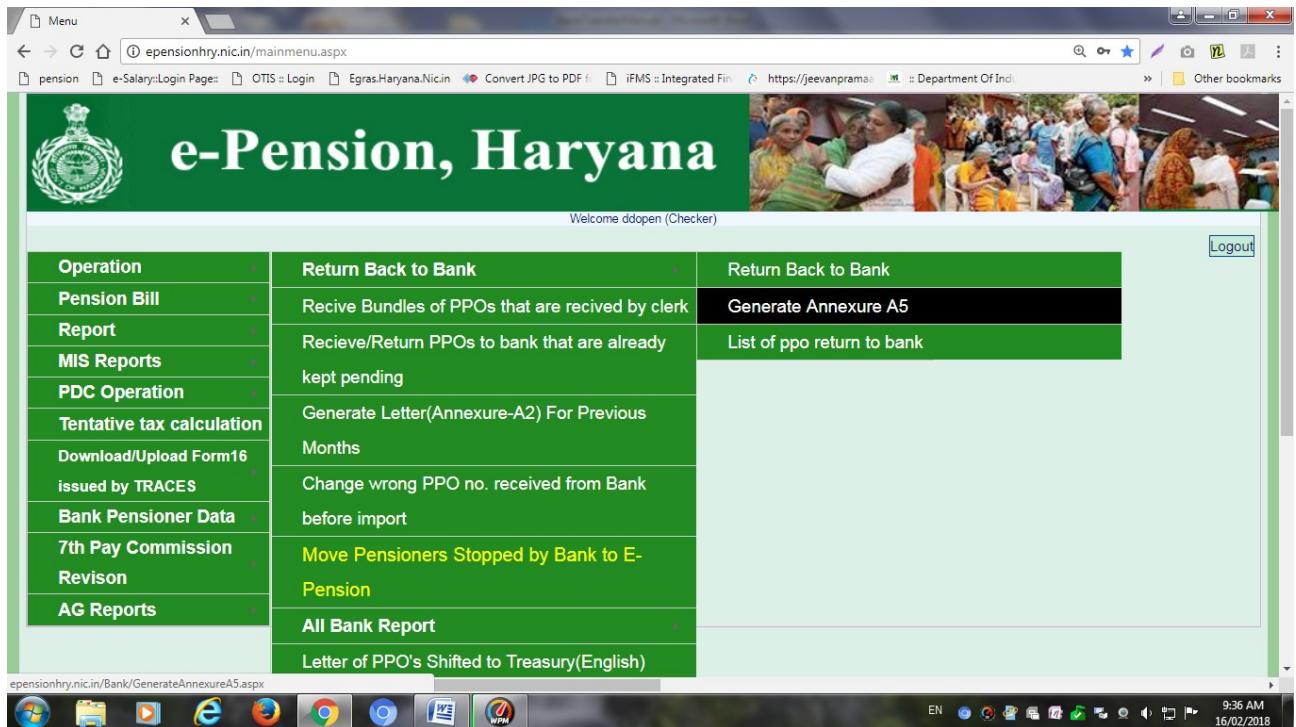 Menu
epensionhry.nic.in/mainmenu.aspx
pension e-Salary::Login Page:: OTIS :: Login Egras.Haryana.Nic.in Convert JPG to PDF f iFMS :: Integrated Fin https://jeevanpramaa :: Department Of Ind » Other bookmarks
e-Pension, Haryana
Welcome ddopen (Checker)
Logout
Operation
Pension Bill
Report
MIS Reports
PDC Operation
Tentative tax calculation
Download/Upload Form16
issued by TRACES
Bank Pensioner Data
7th Pay Commission
Revison
AG Reports
Return Back to Bank
Recive Bundles of PPOs that are recived by clerk
Recieve/Return PPOs to bank that are already
kept pending
Generate Letter(Annexure-A2) For Previous
Months
Change wrong PPO no. received from Bank
before import
Move Pensioners Stopped by Bank to E-
Pension
All Bank Report
Letter of PPO's Shifted to Treasury(English)
Return Back to Bank
Generate Annexure A5
List of ppo return to bank
epensionhry.nic.in/Bank/GenerateAnnexureA5.aspx
WPM
EN
9:36 AM
16/02/2018